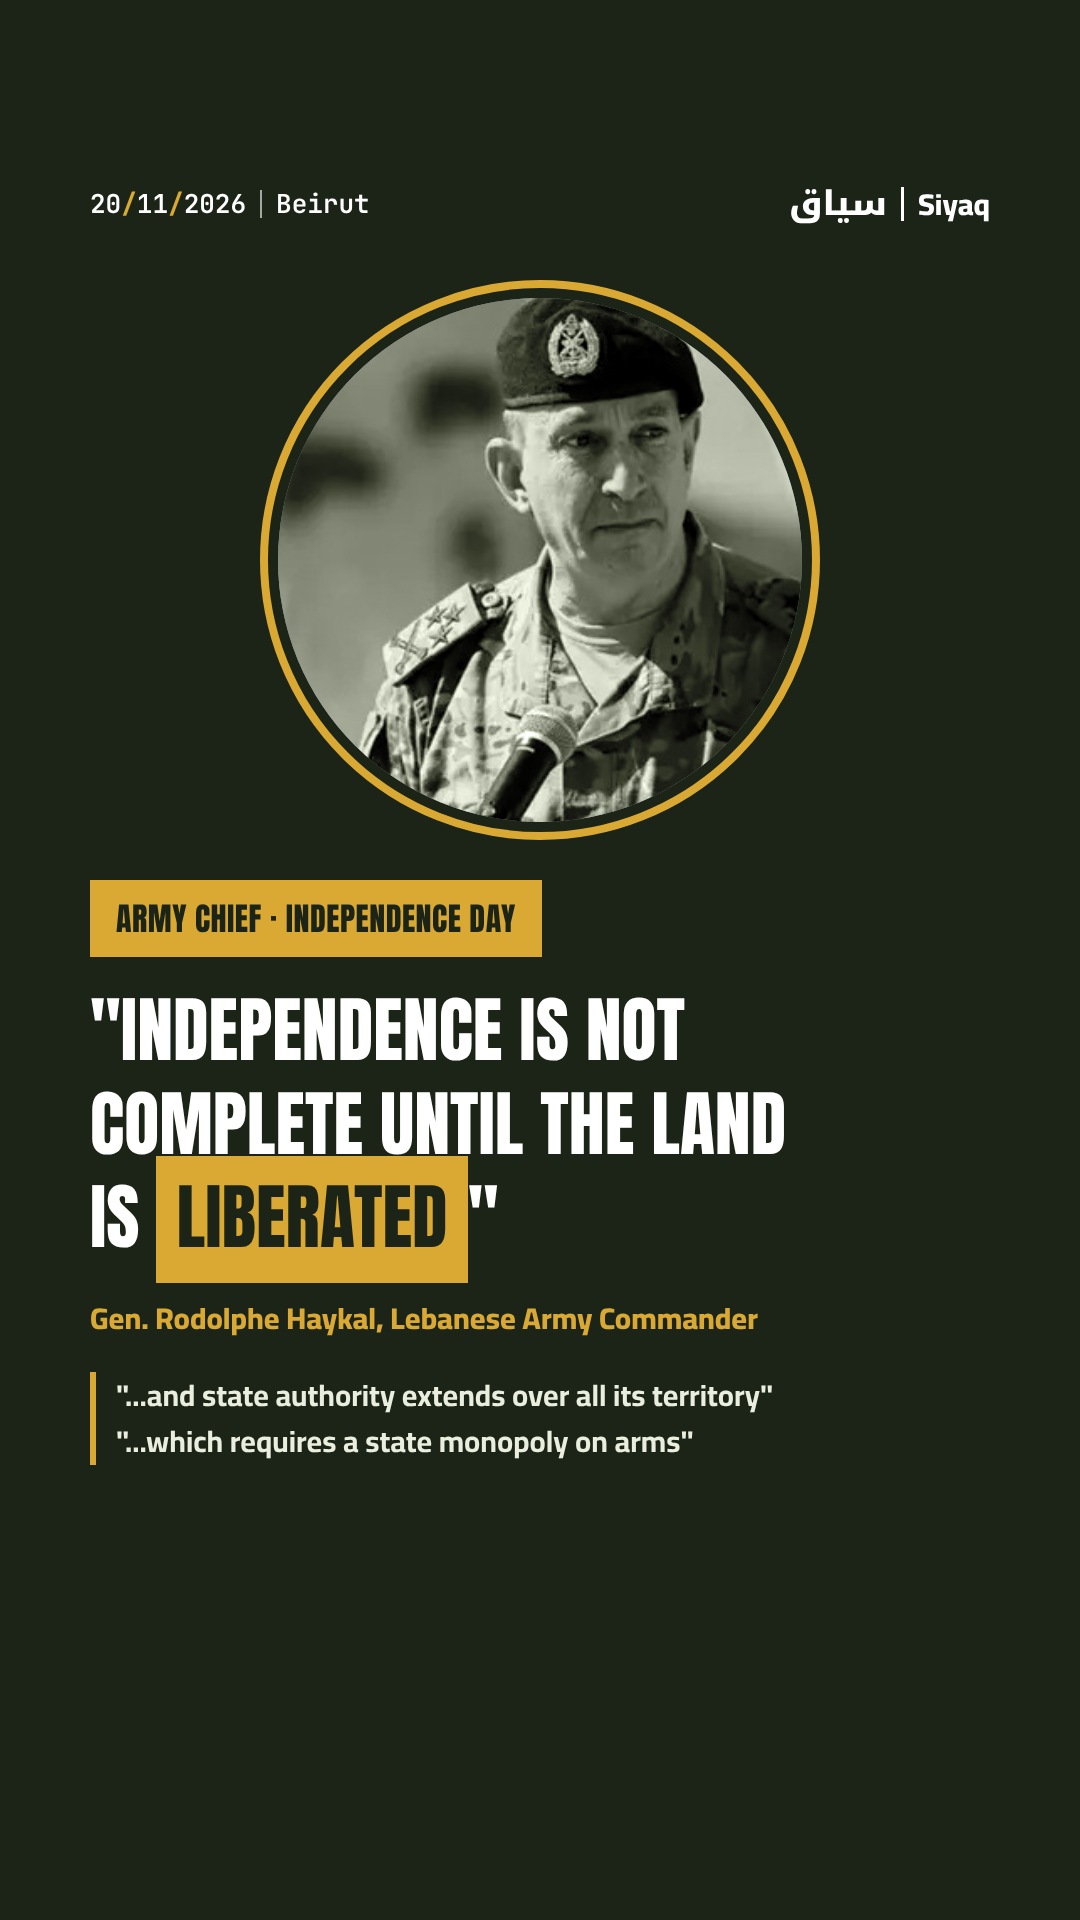 20/11/2026 | Beirut
سياق | Siyaq
ARMY CHIEF · INDEPENDENCE DAY
"INDEPENDENCE IS NOT
COMPLETE UNTIL THE LAND
IS LIBERATED"
Gen. Rodolphe Haykal, Lebanese Army Commander
"...and state authority extends over all its territory"
"...which requires a state monopoly on arms"